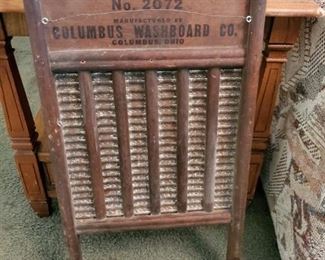 No. 2072
MANUFACTURED BY
COLUMBUS WASHBOARD CO.
COLUMBUS, OHIO